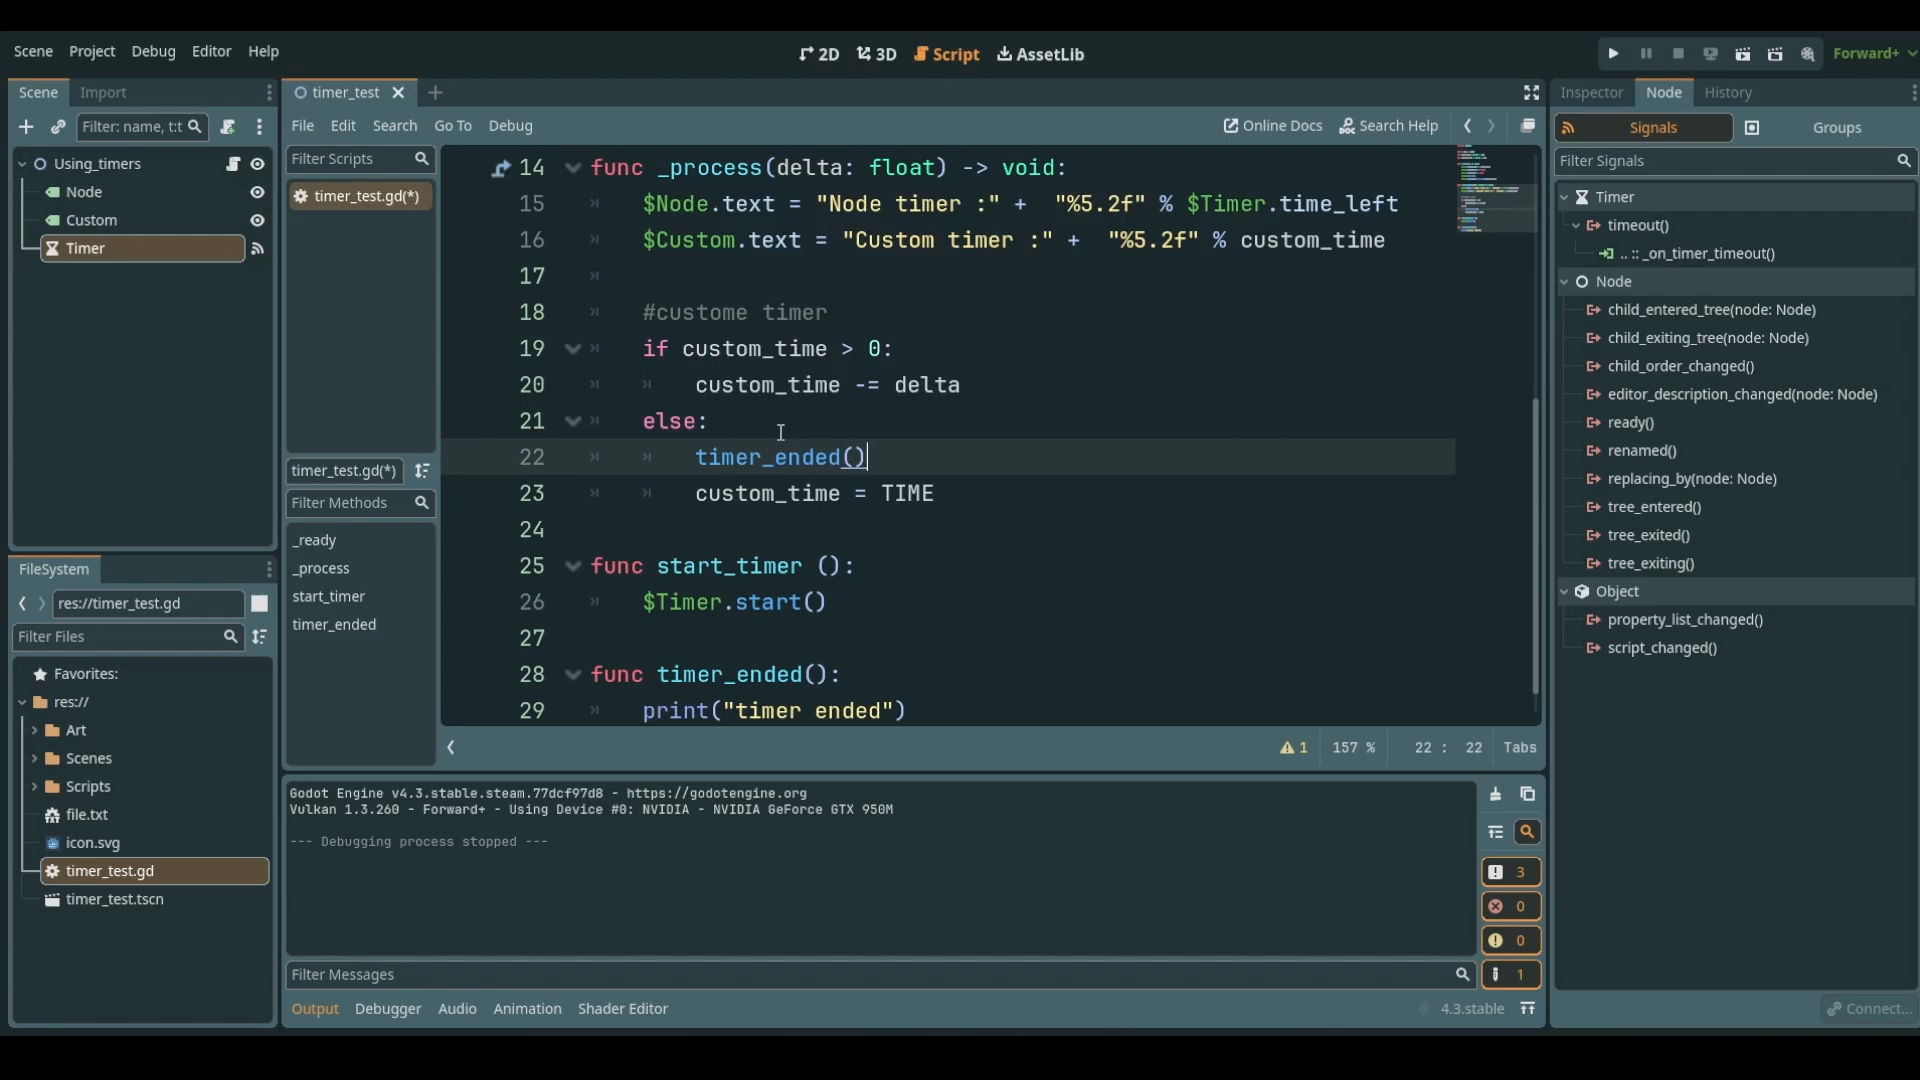 Scene Project Debug Editor Help
2D 3D Script AssetLib
Forward+
Scene Import
Filter: name, t:t
Using_timers
Node
Custom
Timer
FileSystem
res://timer_test.gd
Filter Files
Favorites:
res://
Art
Scenes
Scripts
file.txt
icon.svg
timer_test.gd
timer_test.tscn
timer_test
File Edit Search Go To Debug
Online Docs Search Help
Filter Scripts
timer_test.gd(*)
timer_test.gd(*)
Filter Methods
_ready
_process
start_timer
timer_ended
14 func _process(delta: float) -> void:
15 $Node.text = "Node timer :" + "%5.2f" % $Timer.time_left
16 $Custom.text = "Custom timer :" + "%5.2f" % custom_time
17
18 #custome timer
19 if custom_time > 0:
20 custom_time -= delta
21 else:
22 timer_ended()
23 custom_time = TIME
24
25 func start_timer ():
26 $Timer.start()
27
28 func timer_ended():
29 print("timer ended")
1 157 % 22 : 22 Tabs
Godot Engine v4.3.stable.steam.77dcf97d8 - https://godotengine.org
Vulkan 1.3.260 - Forward+ - Using Device #0: NVIDIA - NVIDIA GeForce GTX 950M
--- Debugging process stopped ---
3
0
0
1
Filter Messages
Output Debugger Audio Animation Shader Editor
4.3.stable
Inspector Node History
Signals Groups
Filter Signals
Timer
timeout()
.. :: _on_timer_timeout()
Node
child_entered_tree(node: Node)
child_exiting_tree(node: Node)
child_order_changed()
editor_description_changed(node: Node)
ready()
renamed()
replacing_by(node: Node)
tree_entered()
tree_exited()
tree_exiting()
Object
property_list_changed()
script_changed()
Connect...